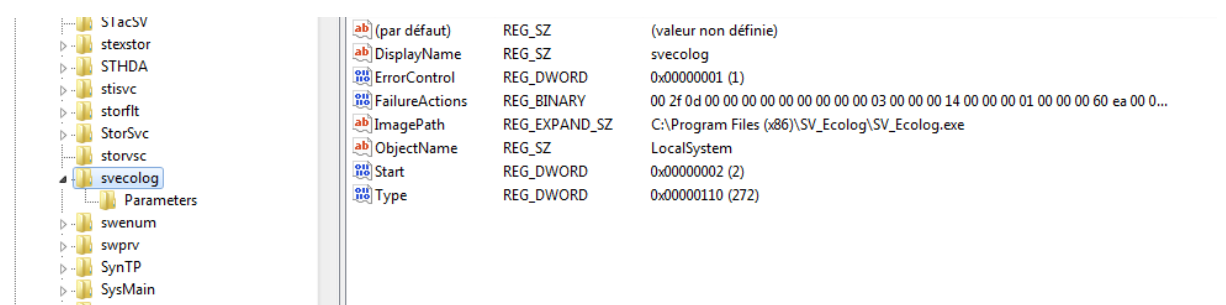 STacSV
stexstor
STHDA
stisvc
storflt
StorSvc
storvsc
svecolog
Parameters
swenum
swprv
SynTP
SysMain
(par défaut) REG_SZ (valeur non définie)
DisplayName REG_SZ svecolog
ErrorControl REG_DWORD 0x00000001 (1)
FailureActions REG_BINARY 00 2f 0d 00 00 00 00 00 00 00 00 00 03 00 00 00 14 00 00 00 01 00 00 00 60 ea 00 0...
ImagePath REG_EXPAND_SZ C:\Program Files (x86)\SV_Ecolog\SV_Ecolog.exe
ObjectName REG_SZ LocalSystem
Start REG_DWORD 0x00000002 (2)
Type REG_DWORD 0x00000110 (272)